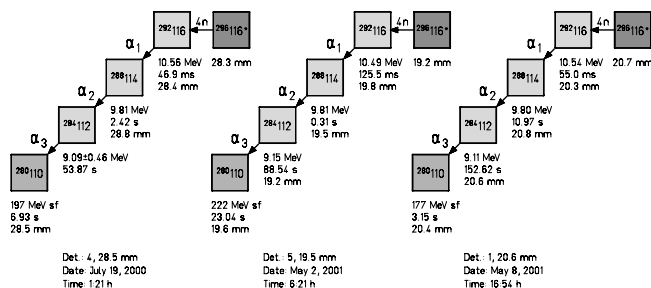 ²⁹²116 4n ²⁹⁶116*
α₁
10.56 MeV
46.9 ms
28.4 mm
28.3 mm
²⁸⁸114
α₂
9.81 MeV
2.42 s
28.8 mm
²⁸⁴112
α₃
9.09±0.46 MeV
53.87 s
²⁸⁰110
197 MeV sf
6.93 s
28.5 mm
Det.: 4, 28.5 mm
Date: July 19, 2000
Time: 1:21 h
²⁹²116 4n ²⁹⁶116*
α₁
10.49 MeV
125.5 ms
19.8 mm
19.2 mm
²⁸⁸114
α₂
9.81 MeV
0.31 s
19.5 mm
²⁸⁴112
α₃
9.15 MeV
88.54 s
19.2 mm
²⁸⁰110
222 MeV sf
23.04 s
19.6 mm
Det.: 5, 19.5 mm
Date: May 2, 2001
Time: 6:21 h
²⁹²116 4n ²⁹⁶116*
α₁
10.54 MeV
55.0 ms
20.3 mm
20.7 mm
²⁸⁸114
α₂
9.80 MeV
10.97 s
20.8 mm
²⁸⁴112
α₃
9.11 MeV
152.62 s
20.6 mm
²⁸⁰110
177 MeV sf
3.15 s
20.4 mm
Det.: 1, 20.6 mm
Date: May 8, 2001
Time: 16:54 h